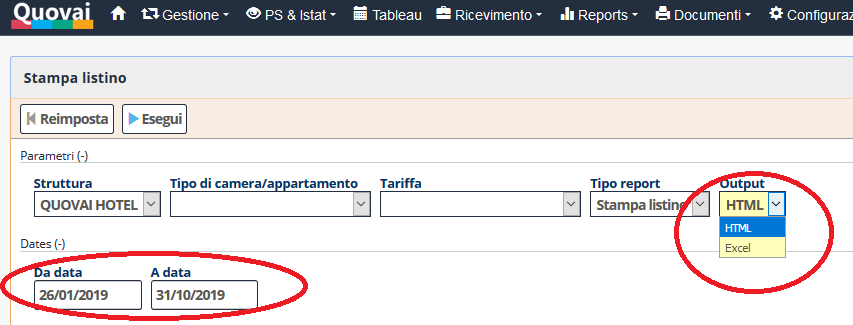 Quovai Gestione PS & Istat Tableau Ricevimento Reports Documenti Configuraz
Stampa listino
Reimposta Esegui
Parametri (-)
Struttura Tipo di camera/appartamento Tariffa Tipo report Output
QUOVAI HOTEL Stampa listino HTML
HTML
Excel
Dates (-)
Da data A data
26/01/2019 31/10/2019